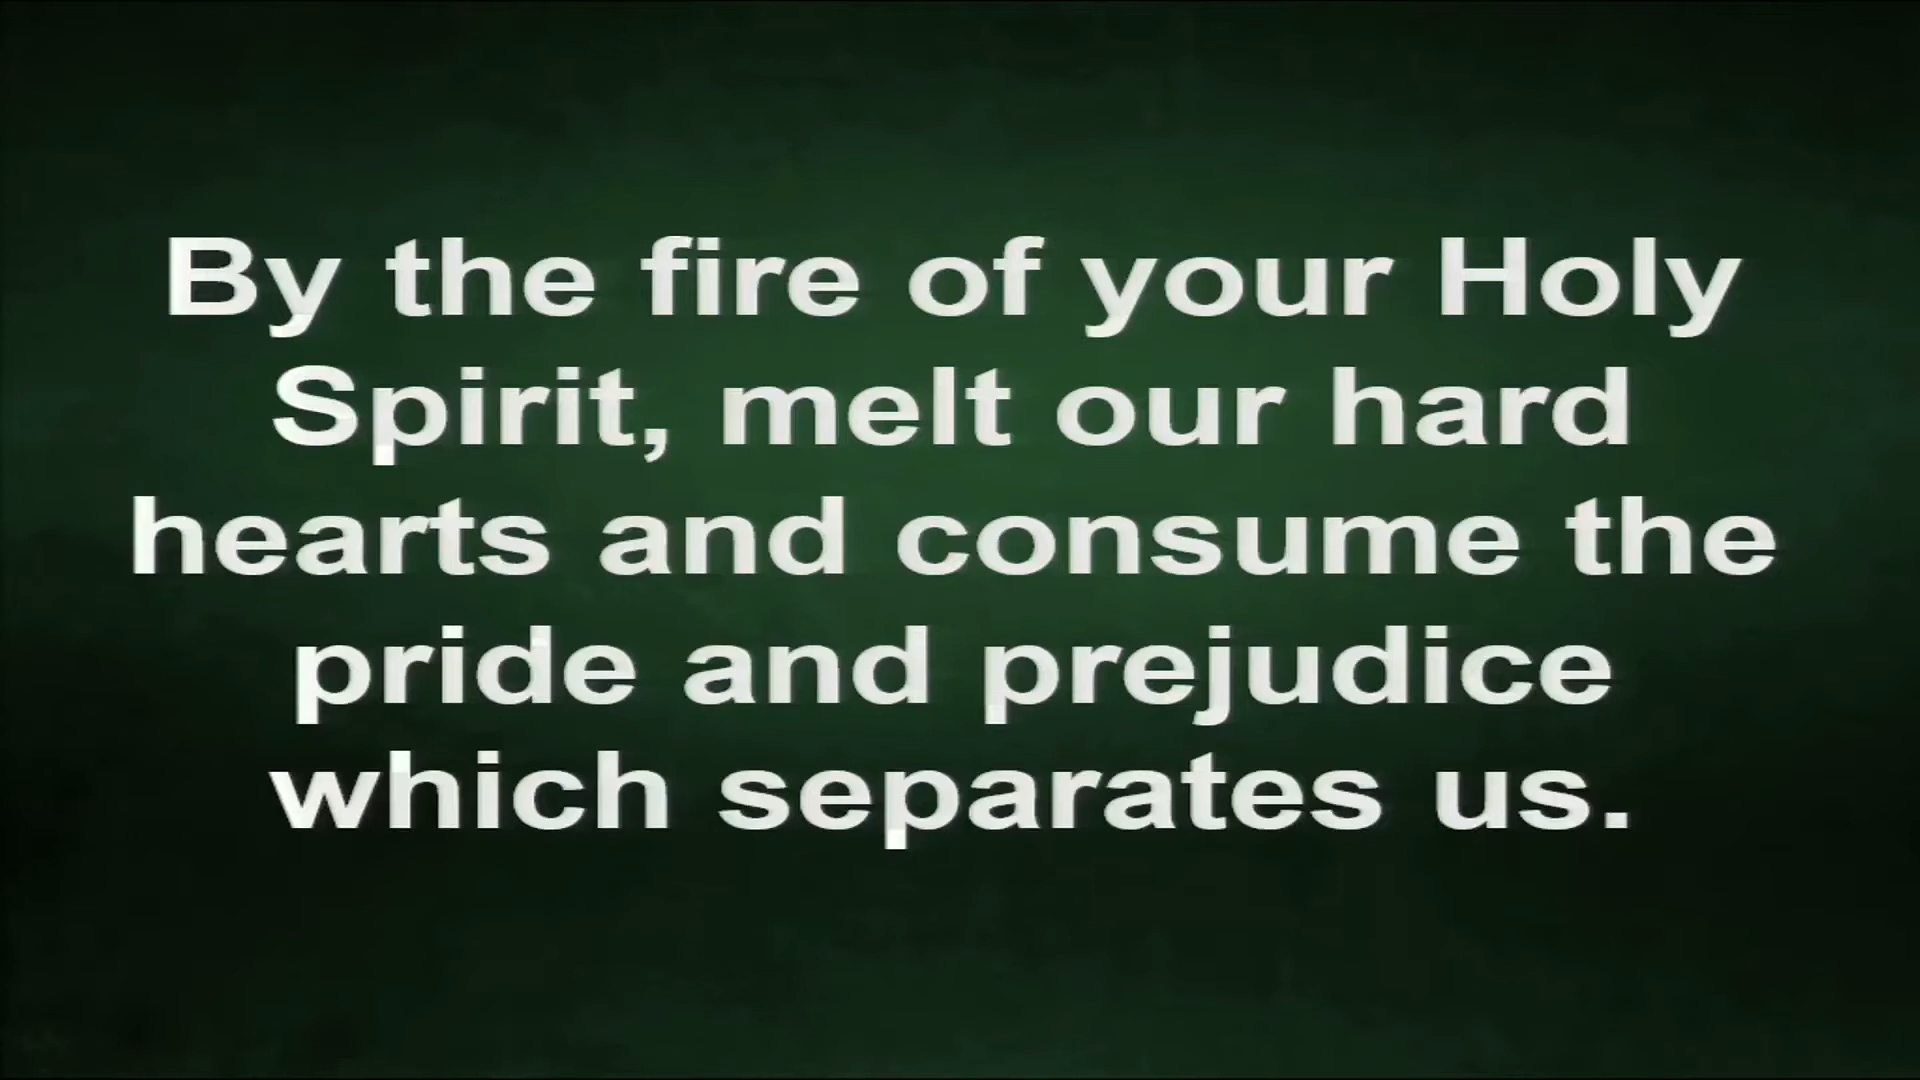 By the fire of your Holy
Spirit, melt our hard
hearts and consume the
pride and prejudice
which separates us.